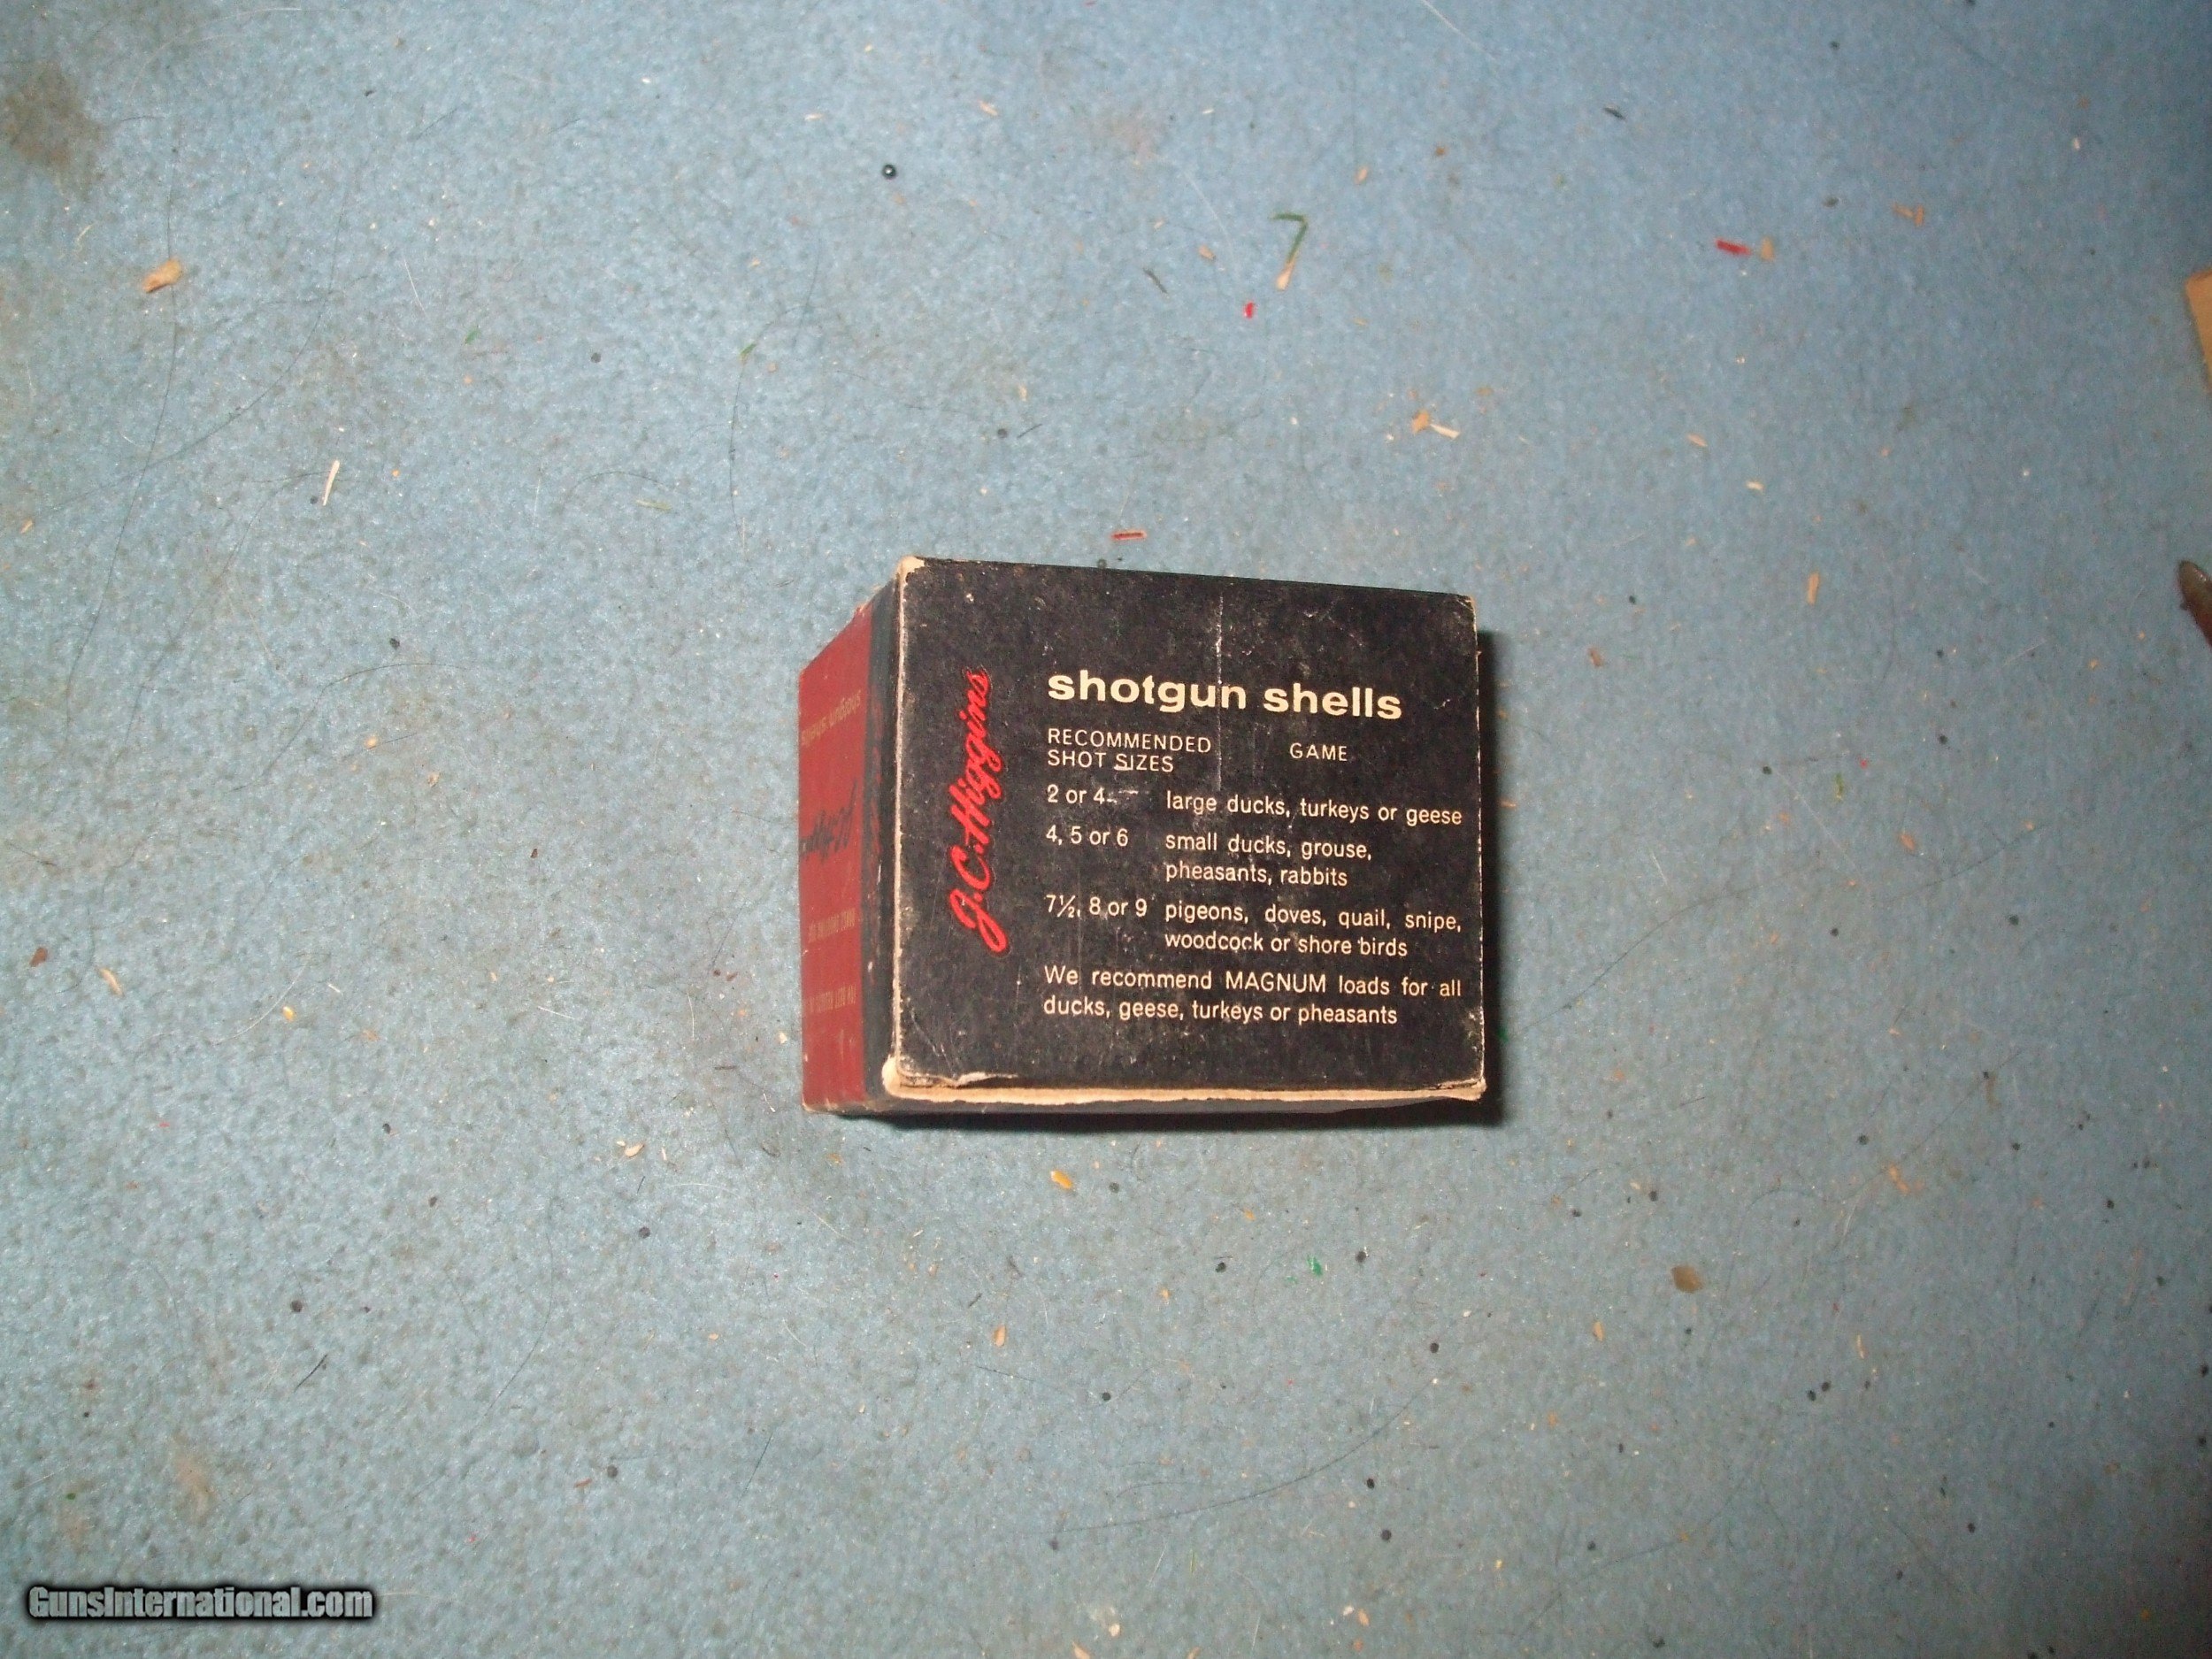 J.C. Higgins
shotgun shells
RECOMMENDED SHOT SIZES
GAME
2 or 4
large ducks, turkeys or geese
4, 5 or 6
small ducks, grouse,
pheasants, rabbits
7½, 8 or 9
pigeons, doves, quail, snipe,
woodcock or shore birds
We recommend MAGNUM loads for all
ducks, geese, turkeys or pheasants
shotgun shells
GunsInternational.com